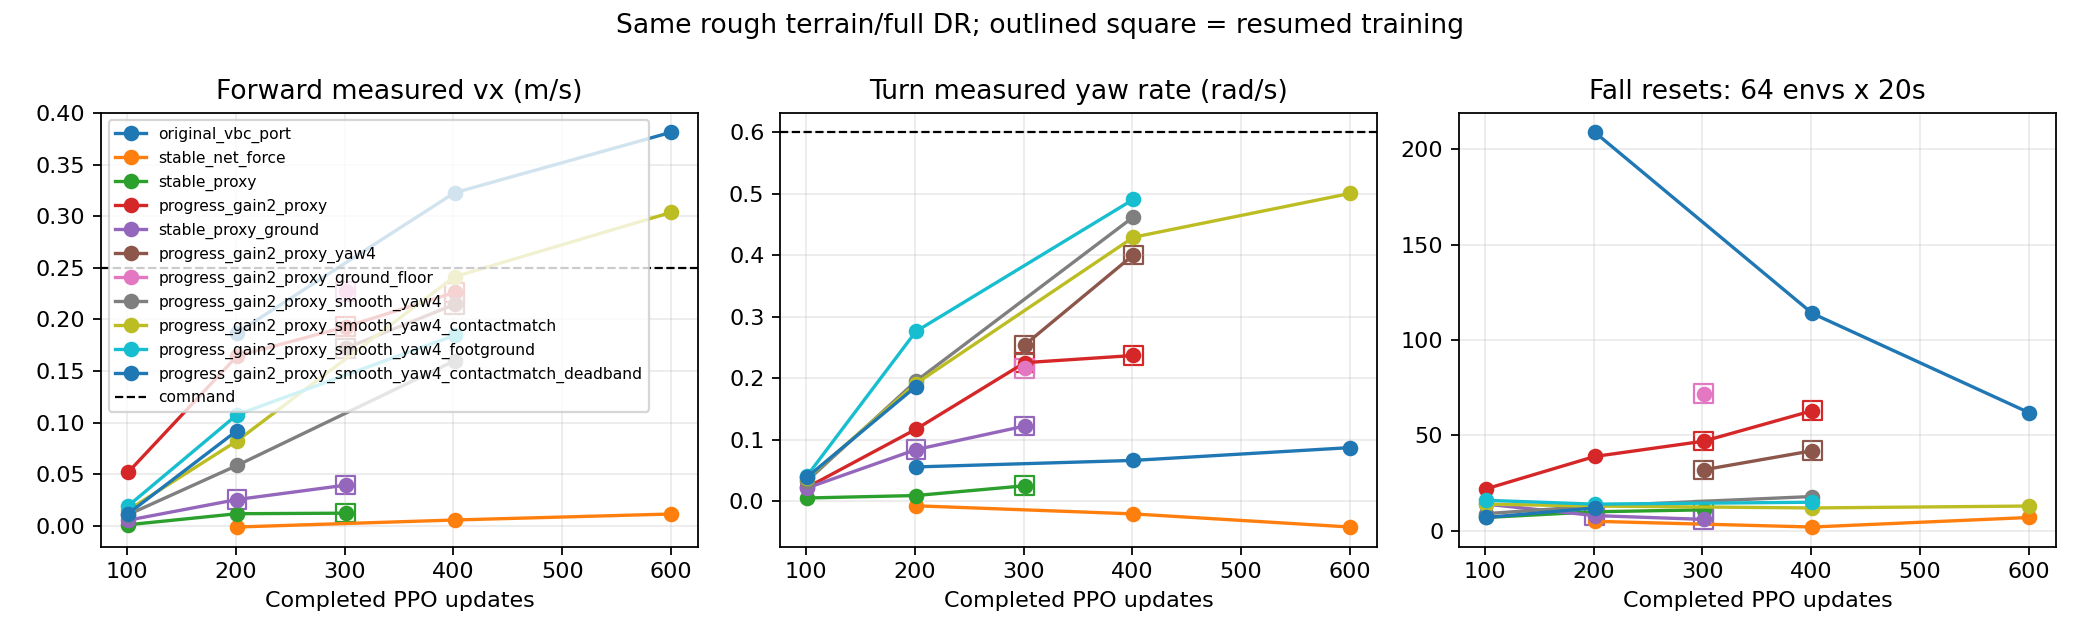 Same rough terrain/full DR; outlined square = resumed training
Forward measured vx (m/s)
0.40
0.35
0.30
0.25
0.20
0.15
0.10
0.05
0.00
original_vbc_port
stable_net_force
stable_proxy
progress_gain2_proxy
stable_proxy_ground
progress_gain2_proxy_yaw4
progress_gain2_proxy_ground_floor
progress_gain2_proxy_smooth_yaw4
progress_gain2_proxy_smooth_yaw4_contactmatch
progress_gain2_proxy_smooth_yaw4_footground
progress_gain2_proxy_smooth_yaw4_contactmatch_deadband
command
100 200 300 400 500 600
Completed PPO updates
Turn measured yaw rate (rad/s)
0.6
0.5
0.4
0.3
0.2
0.1
0.0
100 200 300 400 500 600
Completed PPO updates
Fall resets: 64 envs x 20s
200
150
100
50
0
100 200 300 400 500 600
Completed PPO updates